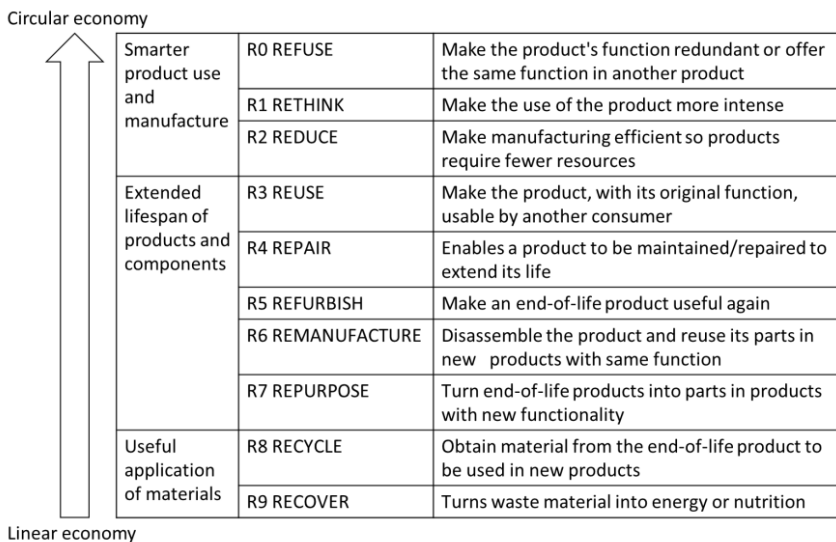 Circular economy
Smarter
product use
and
manufacture
R0 REFUSE
Make the product's function redundant or offer
the same function in another product
R1 RETHINK
Make the use of the product more intense
R2 REDUCE
Make manufacturing efficient so products
require fewer resources
Extended
lifespan of
products and
components
R3 REUSE
Make the product, with its original function,
usable by another consumer
R4 REPAIR
Enables a product to be maintained/repaired to
extend its life
R5 REFURBISH
Make an end-of-life product useful again
R6 REMANUFACTURE
Disassemble the product and reuse its parts in
new products with same function
R7 REPURPOSE
Turn end-of-life products into parts in products
with new functionality
Useful
application
of materials
R8 RECYCLE
Obtain material from the end-of-life product to
be used in new products
R9 RECOVER
Turns waste material into energy or nutrition
Linear economy